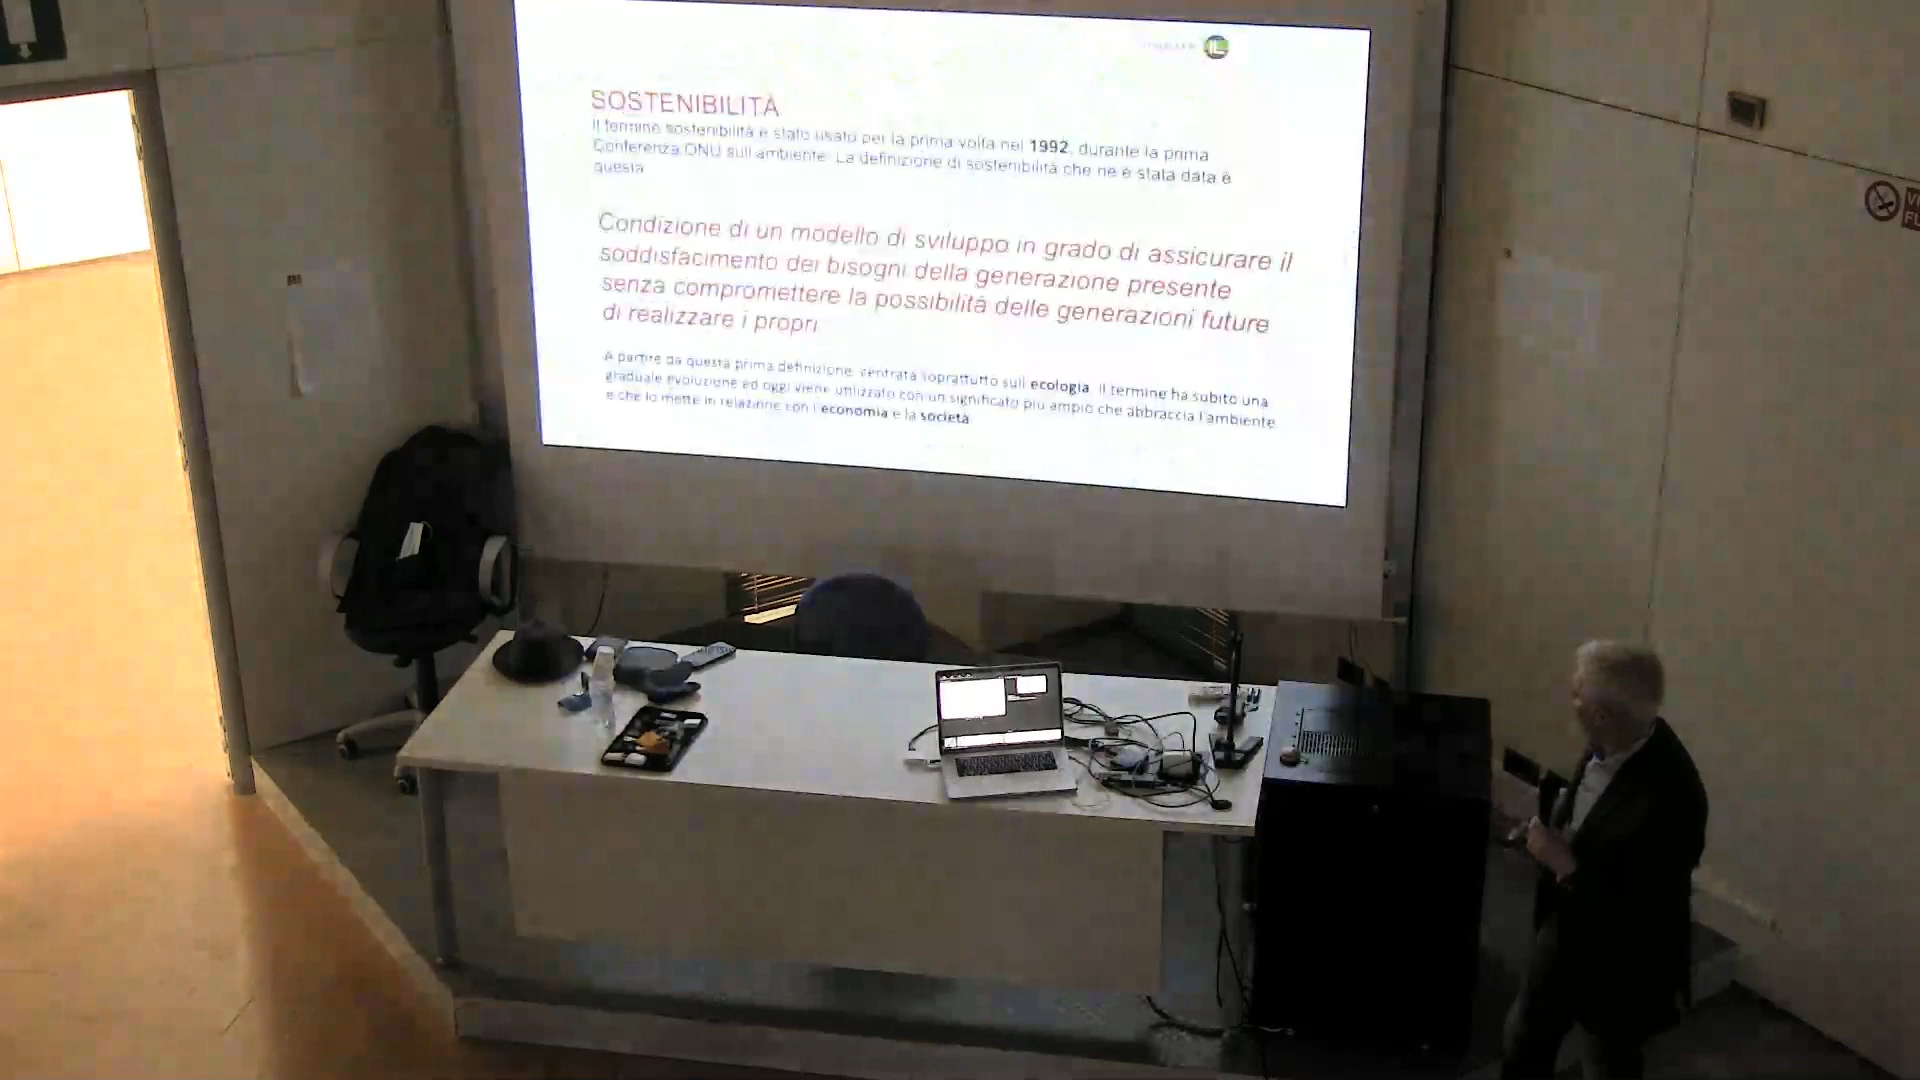 IL
SOSTENIBILITÀ
Il termine sostenibilità è stato usato per la prima volta nel 1992, durante la prima
Conferenza ONU sull'ambiente. La definizione di sostenibilità che ne è stata data è
questa
Condizione di un modello di sviluppo in grado di assicurare il
soddisfacimento dei bisogni della generazione presente
senza compromettere la possibilità delle generazioni future
di realizzare i propri
A partire da questa prima definizione, centrata soprattutto sull'ecologia, il termine ha subito una
graduale evoluzione ed oggi viene utilizzato con un significato più ampio che abbraccia l'ambiente
e che lo mette in relazione con l'economia e la società